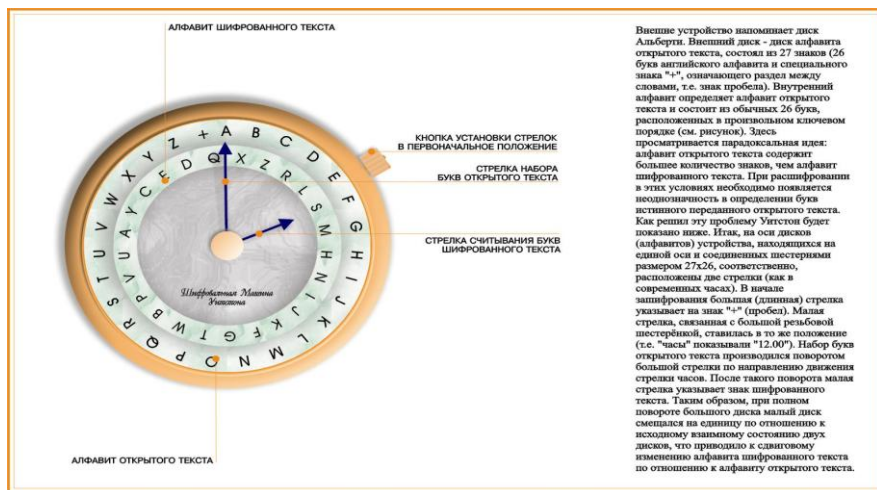 АЛФАВИТ ШИФРОВАННОГО ТЕКСТА
+ A B C D E F G H I J K L M N O P Q R S T U V W X Y Z
Q X Z R L S M H N I J K F G T W B P V U A Y C E D
Шифровальная Машина
Уитстона
КНОПКА УСТАНОВКИ СТРЕЛОК
В ПЕРВОНАЧАЛЬНОЕ ПОЛОЖЕНИЕ
СТРЕЛКА НАБОРА
БУКВ ОТКРЫТОГО ТЕКСТА
СТРЕЛКА СЧИТЫВАНИЯ БУКВ
ШИФРОВАННОГО ТЕКСТА
АЛФАВИТ ОТКРЫТОГО ТЕКСТА
Внешне устройство напоминает диск
Альберти. Внешний диск - диск алфавита
открытого текста, состоял из 27 знаков (26
букв английского алфавита и специального
знака "+", означающего раздел между
словами, т.е. знак пробела). Внутренний
алфавит определяет алфавит открытого
текста и состоит из обычных 26 букв,
расположенных в произвольном ключевом
порядке (см. рисунок). Здесь
просматривается парадоксальная идея:
алфавит открытого текста содержит
большее количество знаков, чем алфавит
шифрованного текста. При расшифровании
в этих условиях необходимо появляется
неоднозначность в определении букв
истинного переданного открытого текста.
Как решил эту проблему Уитстон будет
показано ниже. Итак, на оси дисков
(алфавитов) устройства, находящихся на
единой оси и соединенных шестернями
размером 27х26, соответственно,
расположены две стрелки (как в
современных часах). В начале
зашифрования большая (длинная) стрелка
указывает на знак "+" (пробел). Малая
стрелка, связанная с большой резьбовой
шестерёнкой, ставилась в то же положение
(т.е. "часы" показывали "12.00"). Набор букв
открытого текста производился поворотом
большой стрелки по направлению движения
стрелки часов. После такого поворота малая
стрелка указывает знак шифрованного
текста. Таким образом, при полном
повороте большого диска малый диск
смещался на единицу по отношению к
исходному взаимному состоянию двух
дисков, что приводило к сдвиговому
изменению алфавита шифрованного текста
по отношению к алфавиту открытого текста.